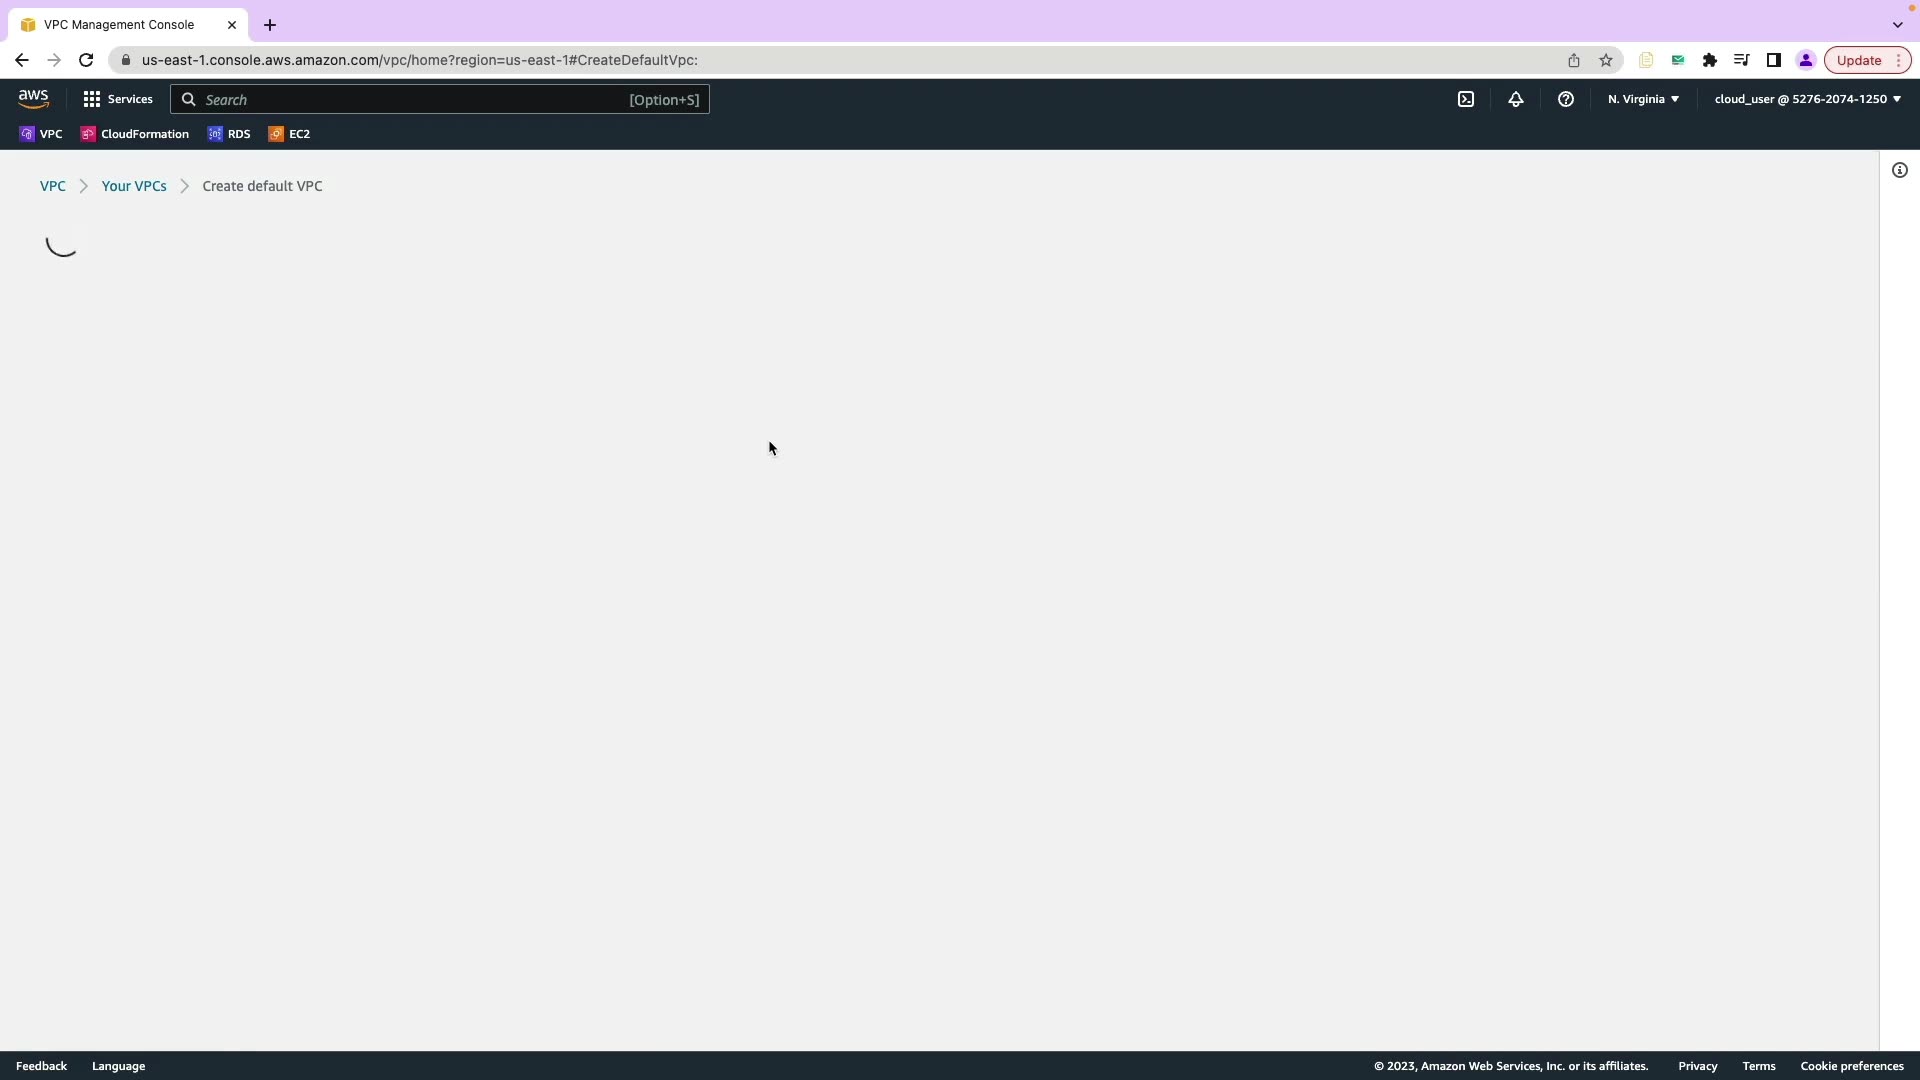 VPC Management Console
us-east-1.console.aws.amazon.com/vpc/home?region=us-east-1#CreateDefaultVpc:
Update
aws
Services
Search
[Option+S]
N. Virginia
cloud_user @ 5276-2074-1250
VPC
CloudFormation
RDS
EC2
VPC
Your VPCs
Create default VPC
Feedback
Language
© 2023, Amazon Web Services, Inc. or its affiliates.
Privacy
Terms
Cookie preferences